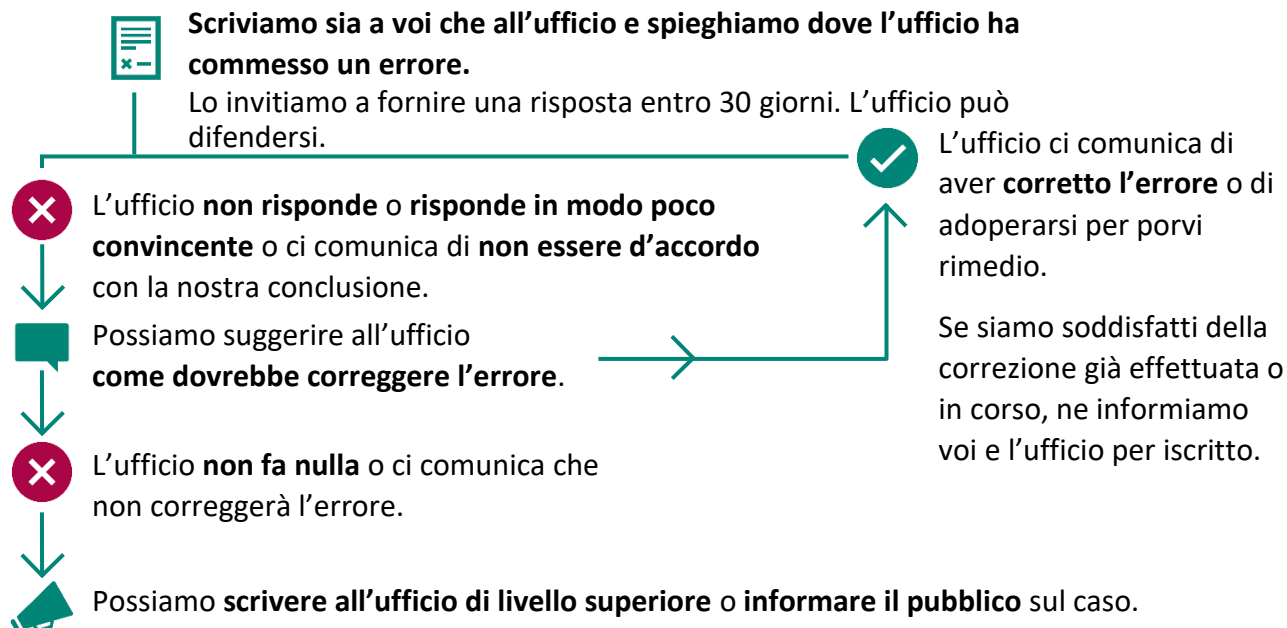 Scriviamo sia a voi che all’ufficio e spieghiamo dove l’ufficio ha
commesso un errore.
Lo invitiamo a fornire una risposta entro 30 giorni. L’ufficio può
difendersi.
L’ufficio non risponde o risponde in modo poco
convincente o ci comunica di non essere d’accordo
con la nostra conclusione.
Possiamo suggerire all’ufficio
come dovrebbe correggere l’errore.
L’ufficio ci comunica di
aver corretto l’errore o di
adoperarsi per porvi
rimedio.
Se siamo soddisfatti della
correzione già effettuata o
in corso, ne informiamo
voi e l’ufficio per iscritto.
L’ufficio non fa nulla o ci comunica che
non correggerà l’errore.
Possiamo scrivere all’ufficio di livello superiore o informare il pubblico sul caso.